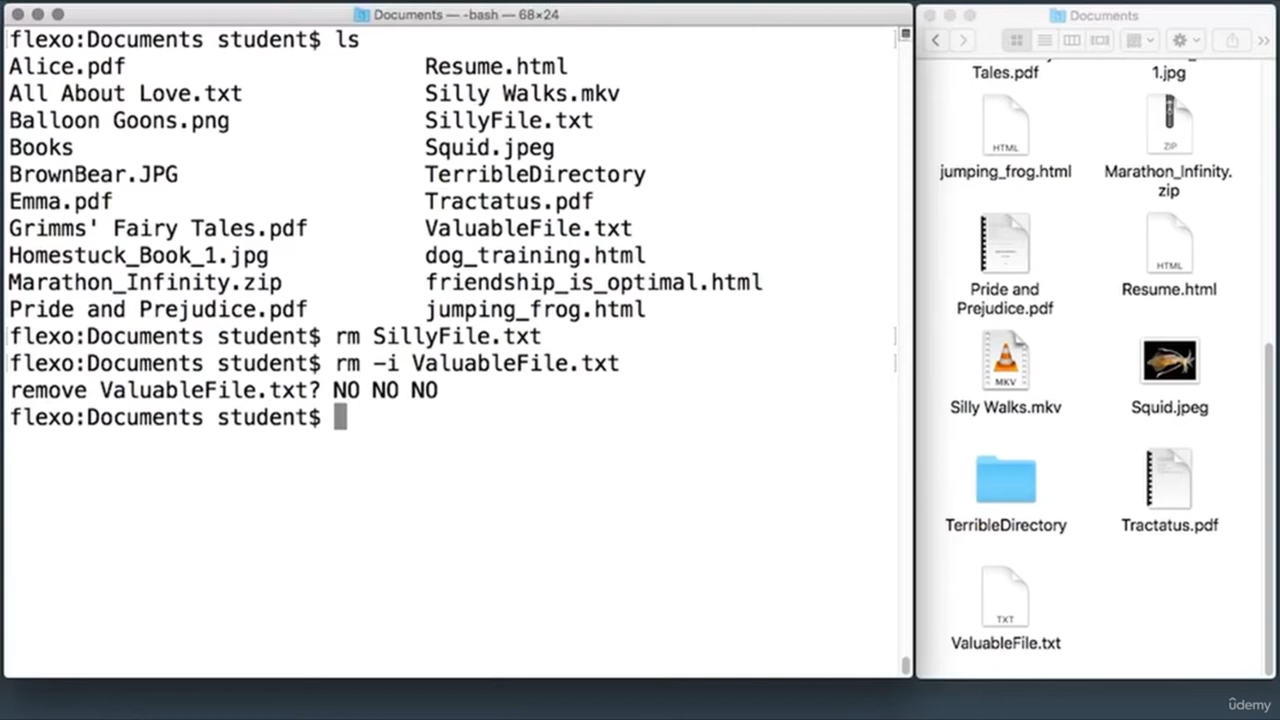 Documents — -bash — 68×24
flexo:Documents student$ ls
Alice.pdf Resume.html
All About Love.txt Silly Walks.mkv
Balloon Goons.png SillyFile.txt
Books Squid.jpeg
BrownBear.JPG TerribleDirectory
Emma.pdf Tractatus.pdf
Grimms' Fairy Tales.pdf ValuableFile.txt
Homestuck_Book_1.jpg dog_training.html
Marathon_Infinity.zip friendship_is_optimal.html
Pride and Prejudice.pdf jumping_frog.html
flexo:Documents student$ rm SillyFile.txt
flexo:Documents student$ rm -i ValuableFile.txt
remove ValuableFile.txt? NO NO NO
flexo:Documents student$
Documents
Tales.pdf 1.jpg
HTML ZIP
jumping_frog.html Marathon_Infinity.
zip
HTML
Pride and Resume.html
Prejudice.pdf
MKV
Silly Walks.mkv Squid.jpeg
TerribleDirectory Tractatus.pdf
TXT
ValuableFile.txt
ûdemy